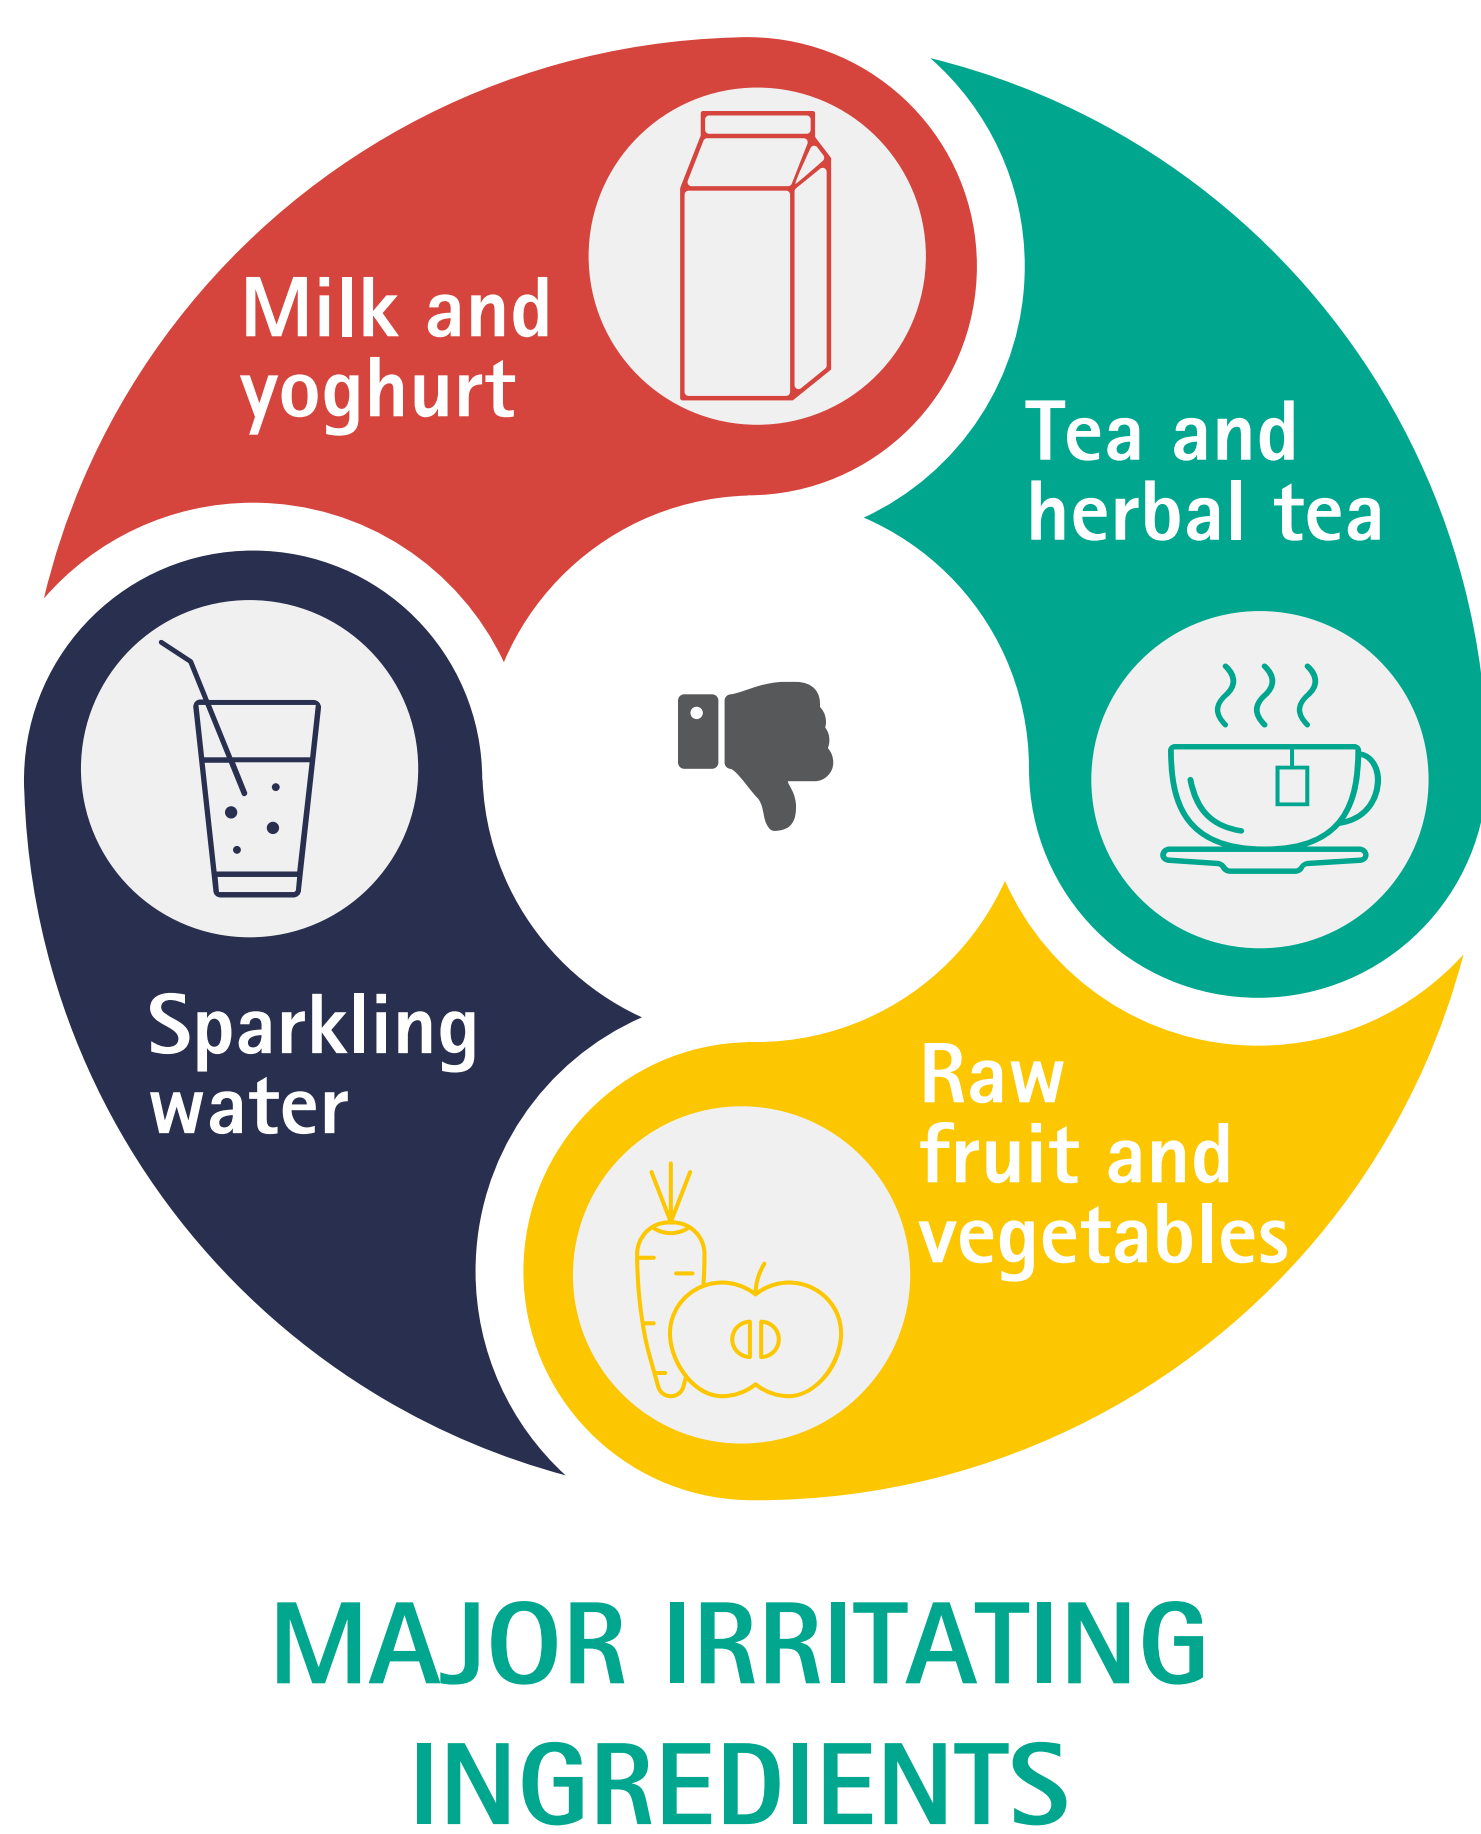 Milk and
yoghurt
Tea and
herbal tea
Sparkling
water
Raw
fruit and
vegetables
MAJOR IRRITATING
INGREDIENTS